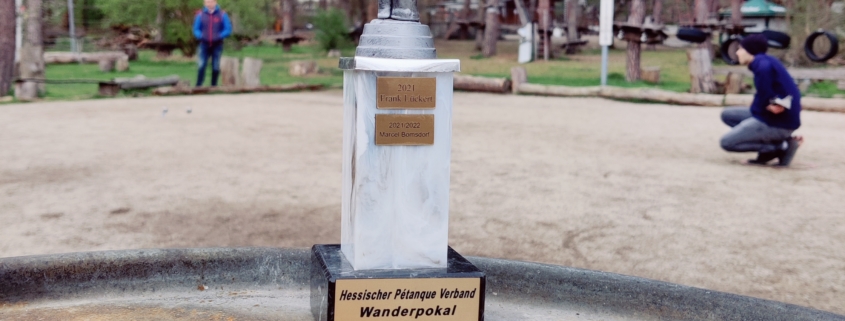 2021
Frank Lückert
2021/2022
Marcel Bornsdorf
Hessischer Pétanque Verband
Wanderpokal